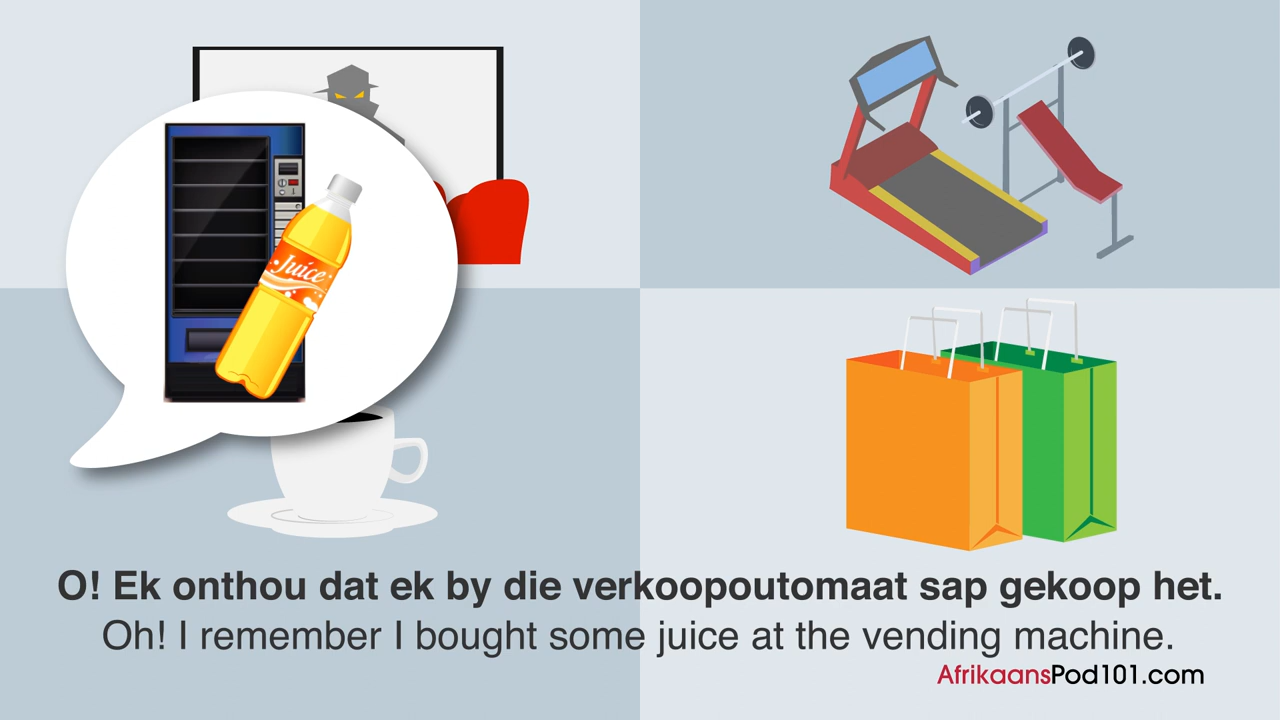 Juice
O! Ek onthou dat ek by die verkoopoutomaat sap gekoop het.
Oh! I remember I bought some juice at the vending machine.
AfrikaansPod101.com